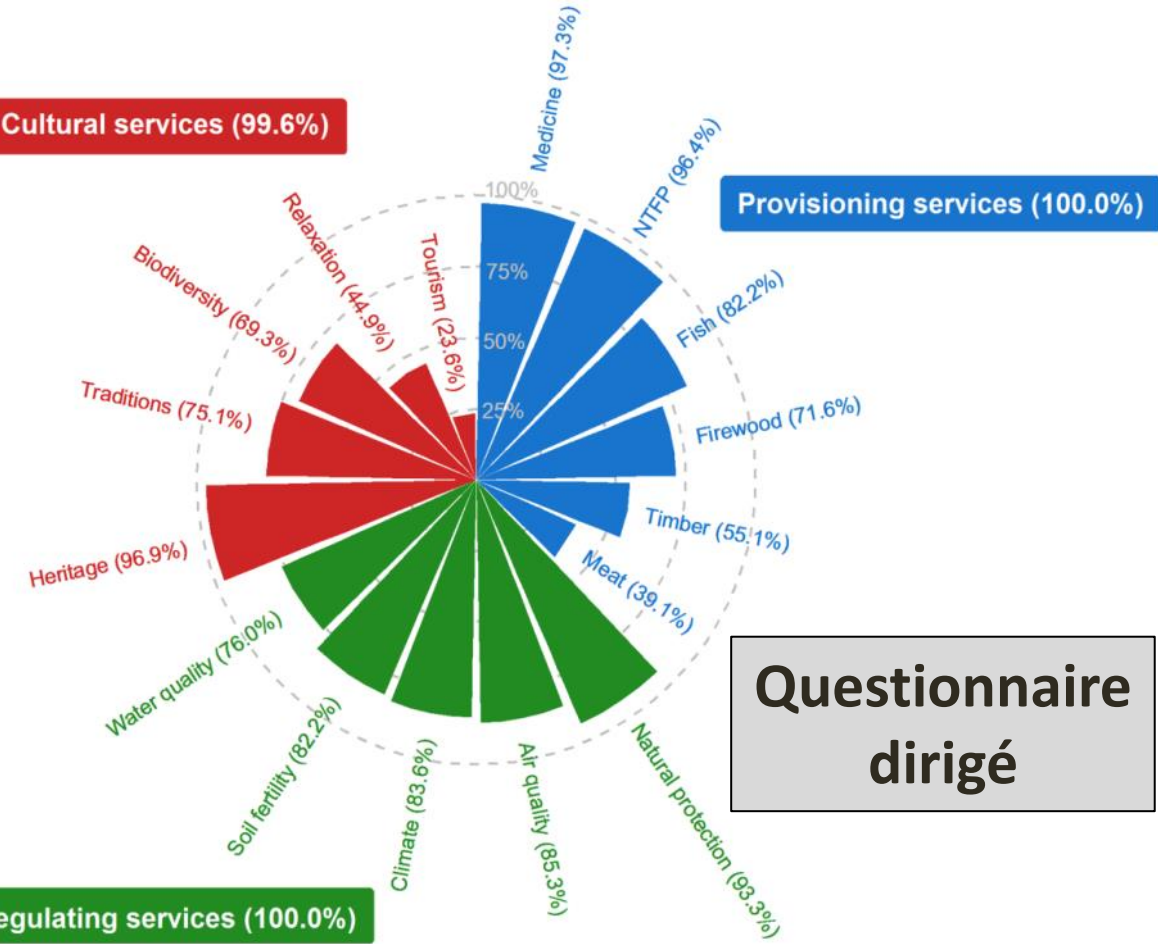 Cultural services (99.6%)
Provisioning services (100.0%)
Medicine (97.3%)
NTFP (96.4%)
Fish (82.2%)
Firewood (71.6%)
Timber (55.1%)
Meat (39.1%)
Natural protection (93.3%)
Air quality (85.3%)
Climate (83.6%)
Soil fertility (82.2%)
Water quality (76.0%)
Heritage (96.9%)
Traditions (75.1%)
Biodiversity (69.3%)
Relaxation (44.9%)
Tourism (23.6%)
100%
75%
50%
25%
Questionnaire
dirigé
egulating services (100.0%)